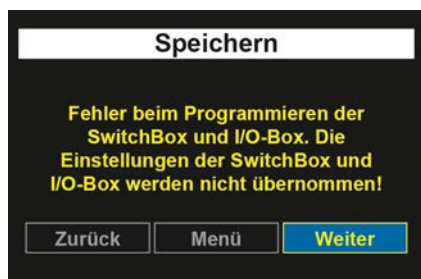 Speichern
Fehler beim Programmieren der
SwitchBox und I/O-Box. Die
Einstellungen der SwitchBox und
I/O-Box werden nicht übernommen!
Zurück
Menü
Weiter